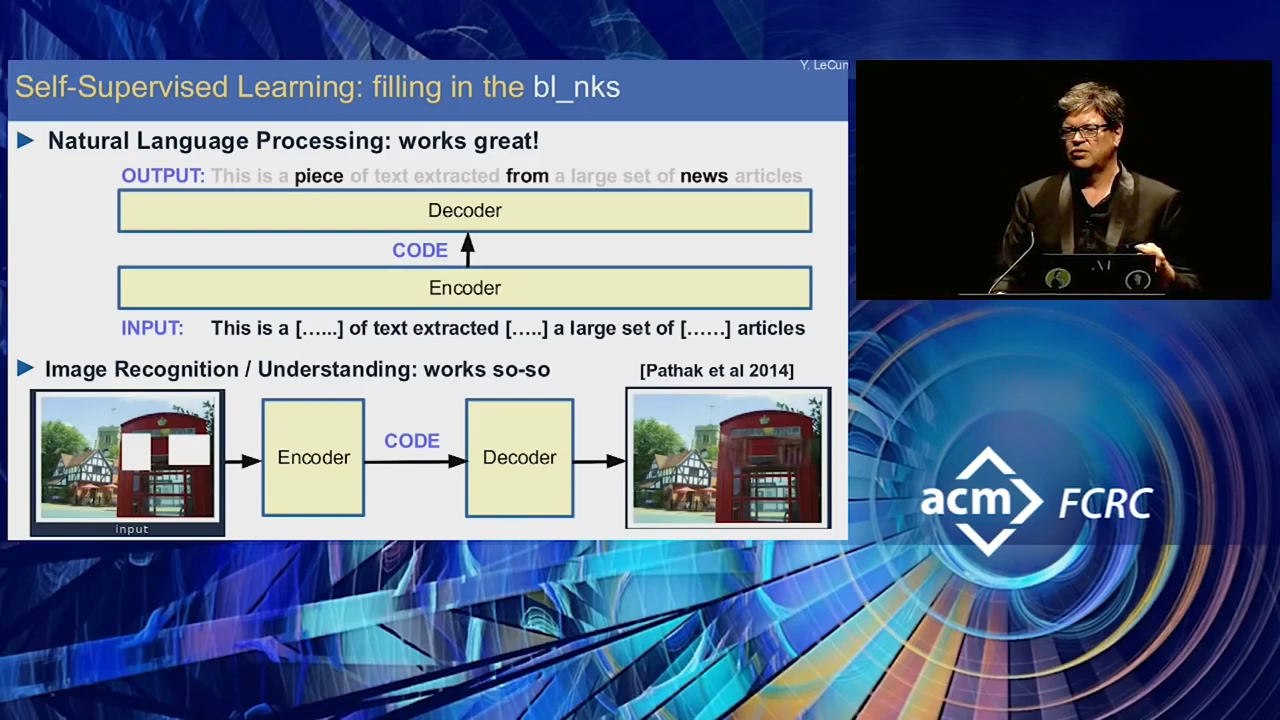 Y. LeCun
Self-Supervised Learning: filling in the bl_nks
Natural Language Processing: works great!
OUTPUT: This is a piece of text extracted from a large set of news articles
Decoder
CODE
Encoder
INPUT: This is a [......] of text extracted [.....] a large set of [......] articles
Image Recognition / Understanding: works so-so
[Pathak et al 2014]
Encoder
CODE
Decoder
input
acm FCRC